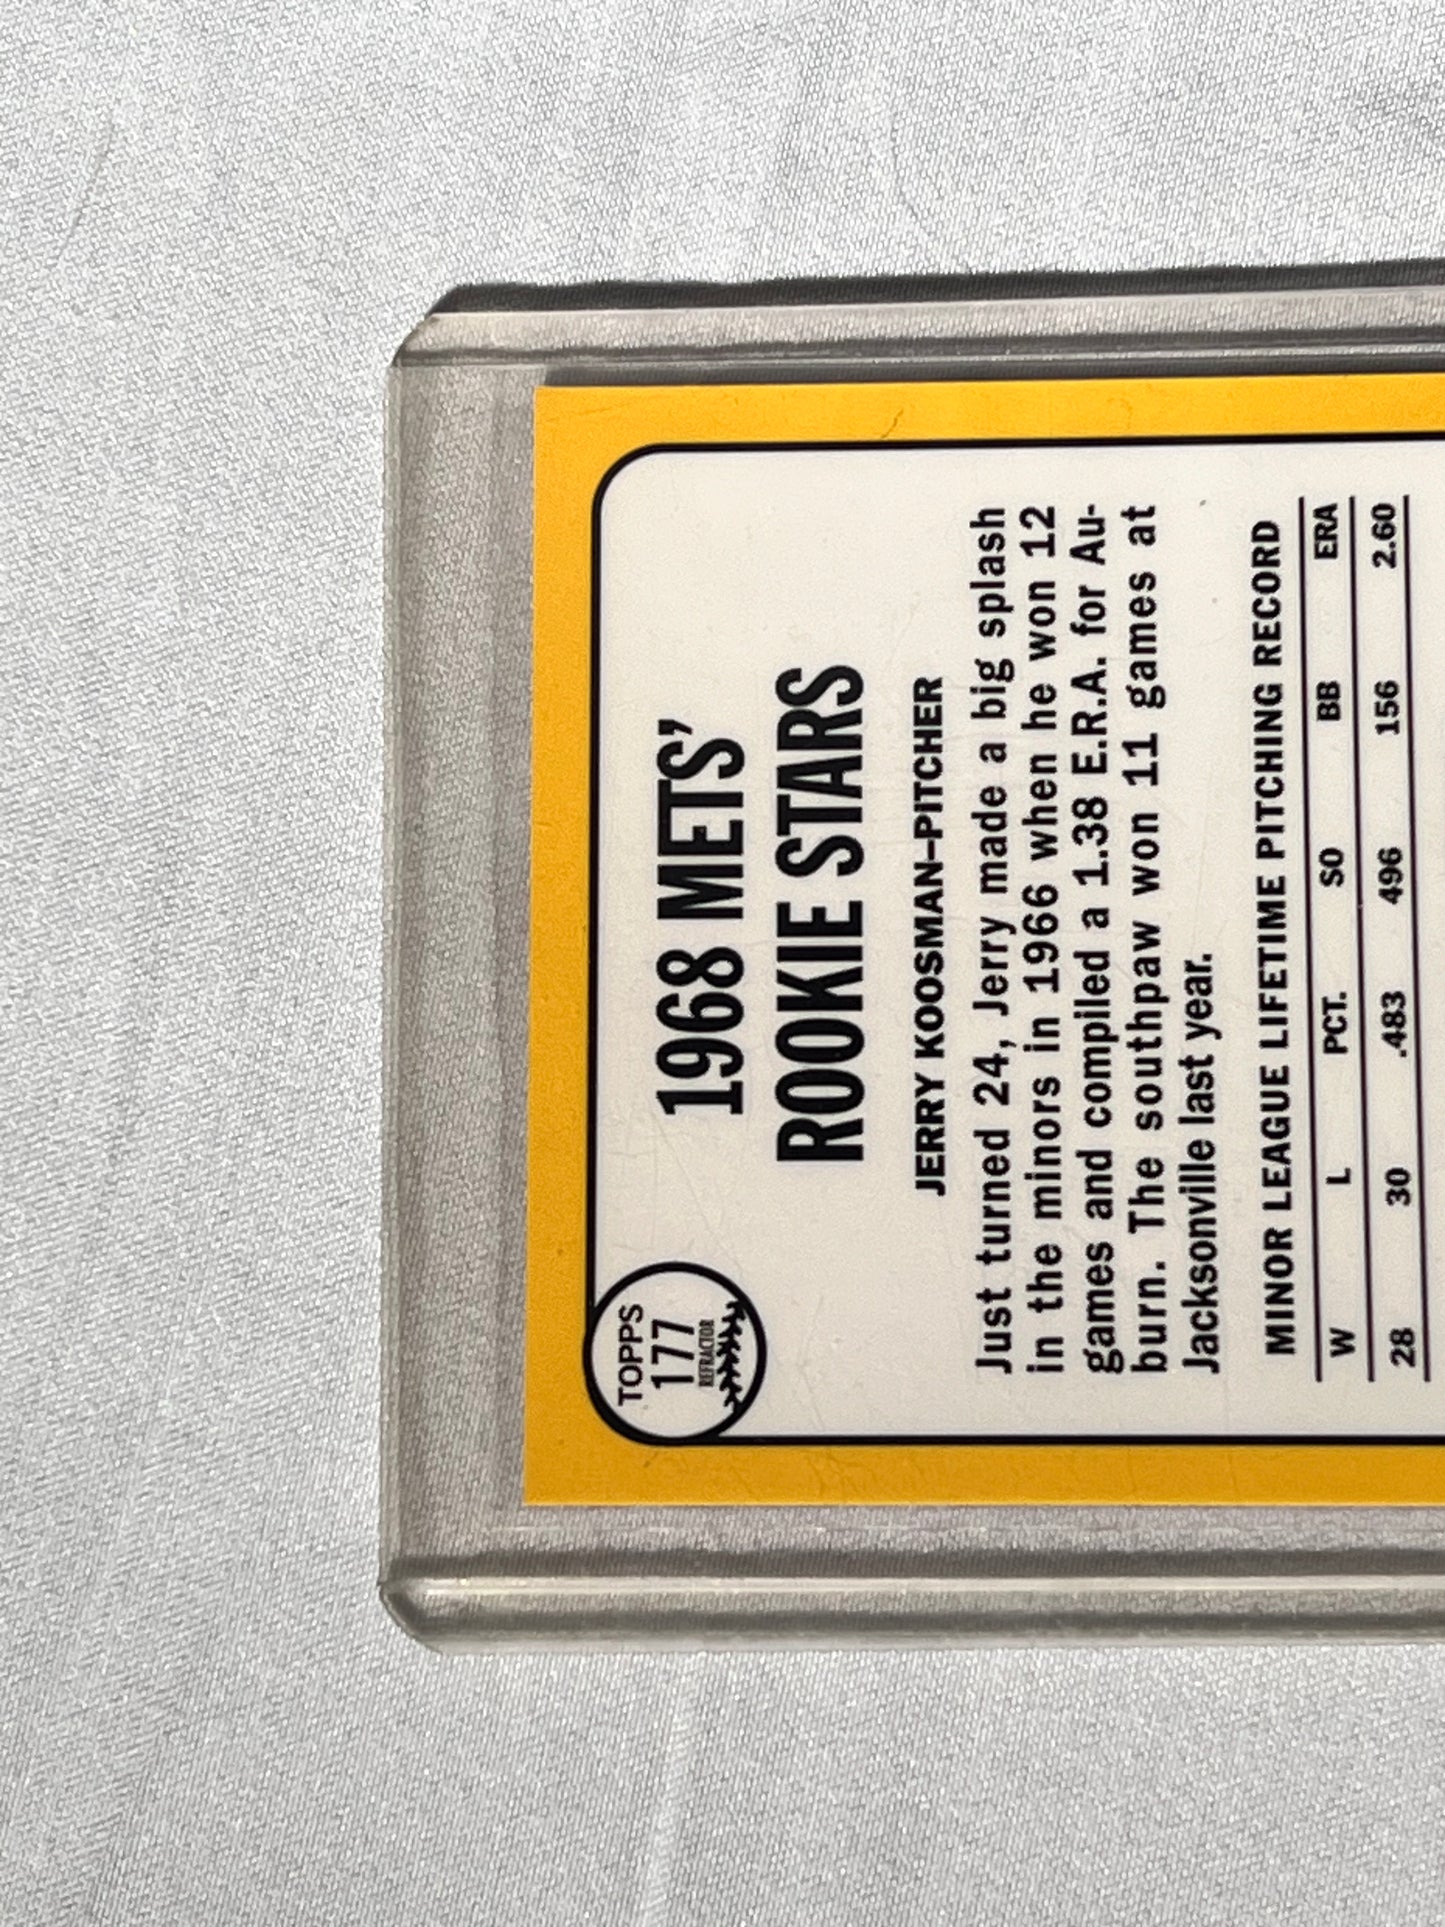 TOPPS
177
REFRACTOR
1968 METS'
ROOKIE STARS
JERRY KOOSMAN–PITCHER
Just turned 24, Jerry made a big splash
in the minors in 1966 when he won 12
games and compiled a 1.38 E.R.A. for Au-
burn. The southpaw won 11 games at
Jacksonville last year.
MINOR LEAGUE LIFETIME PITCHING RECORD
W L PCT. SO BB ERA
28 30 .483 496 156 2.60